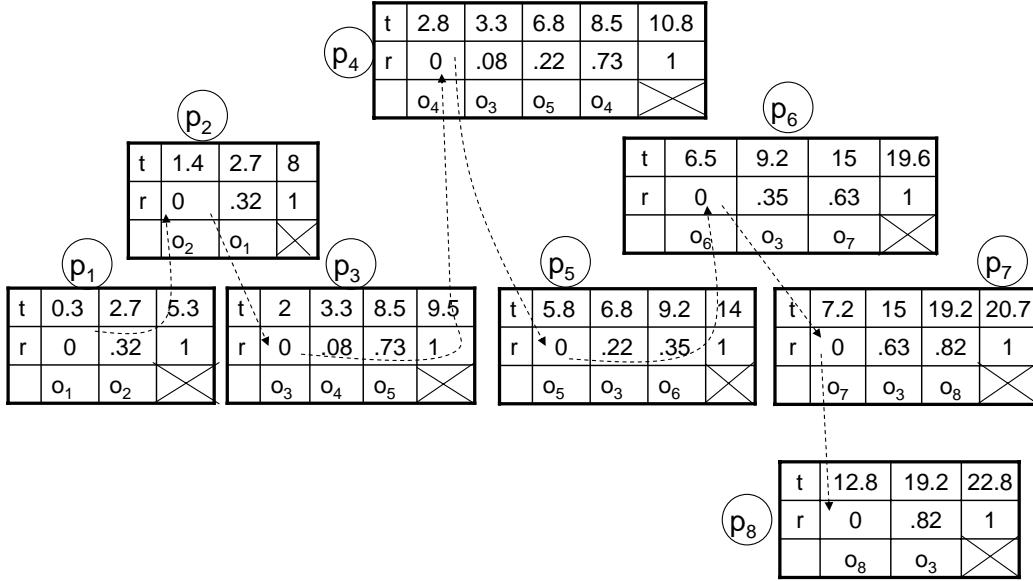 p4
t 2.8 3.3 6.8 8.5 10.8
r 0 .08 .22 .73 1
o4 o3 o5 o4
p2
t 1.4 2.7 8
r 0 .32 1
o2 o1
p6
t 6.5 9.2 15 19.6
r 0 .35 .63 1
o6 o3 o7
p1
t 0.3 2.7 5.3
r 0 .32 1
o1 o2
p3
t 2 3.3 8.5 9.5
r 0 .08 .73 1
o3 o4 o5
p5
t 5.8 6.8 9.2 14
r 0 .22 .35 1
o5 o3 o6
p7
t 7.2 15 19.2 20.7
r 0 .63 .82 1
o7 o3 o8
p8
t 12.8 19.2 22.8
r 0 .82 1
o8 o3